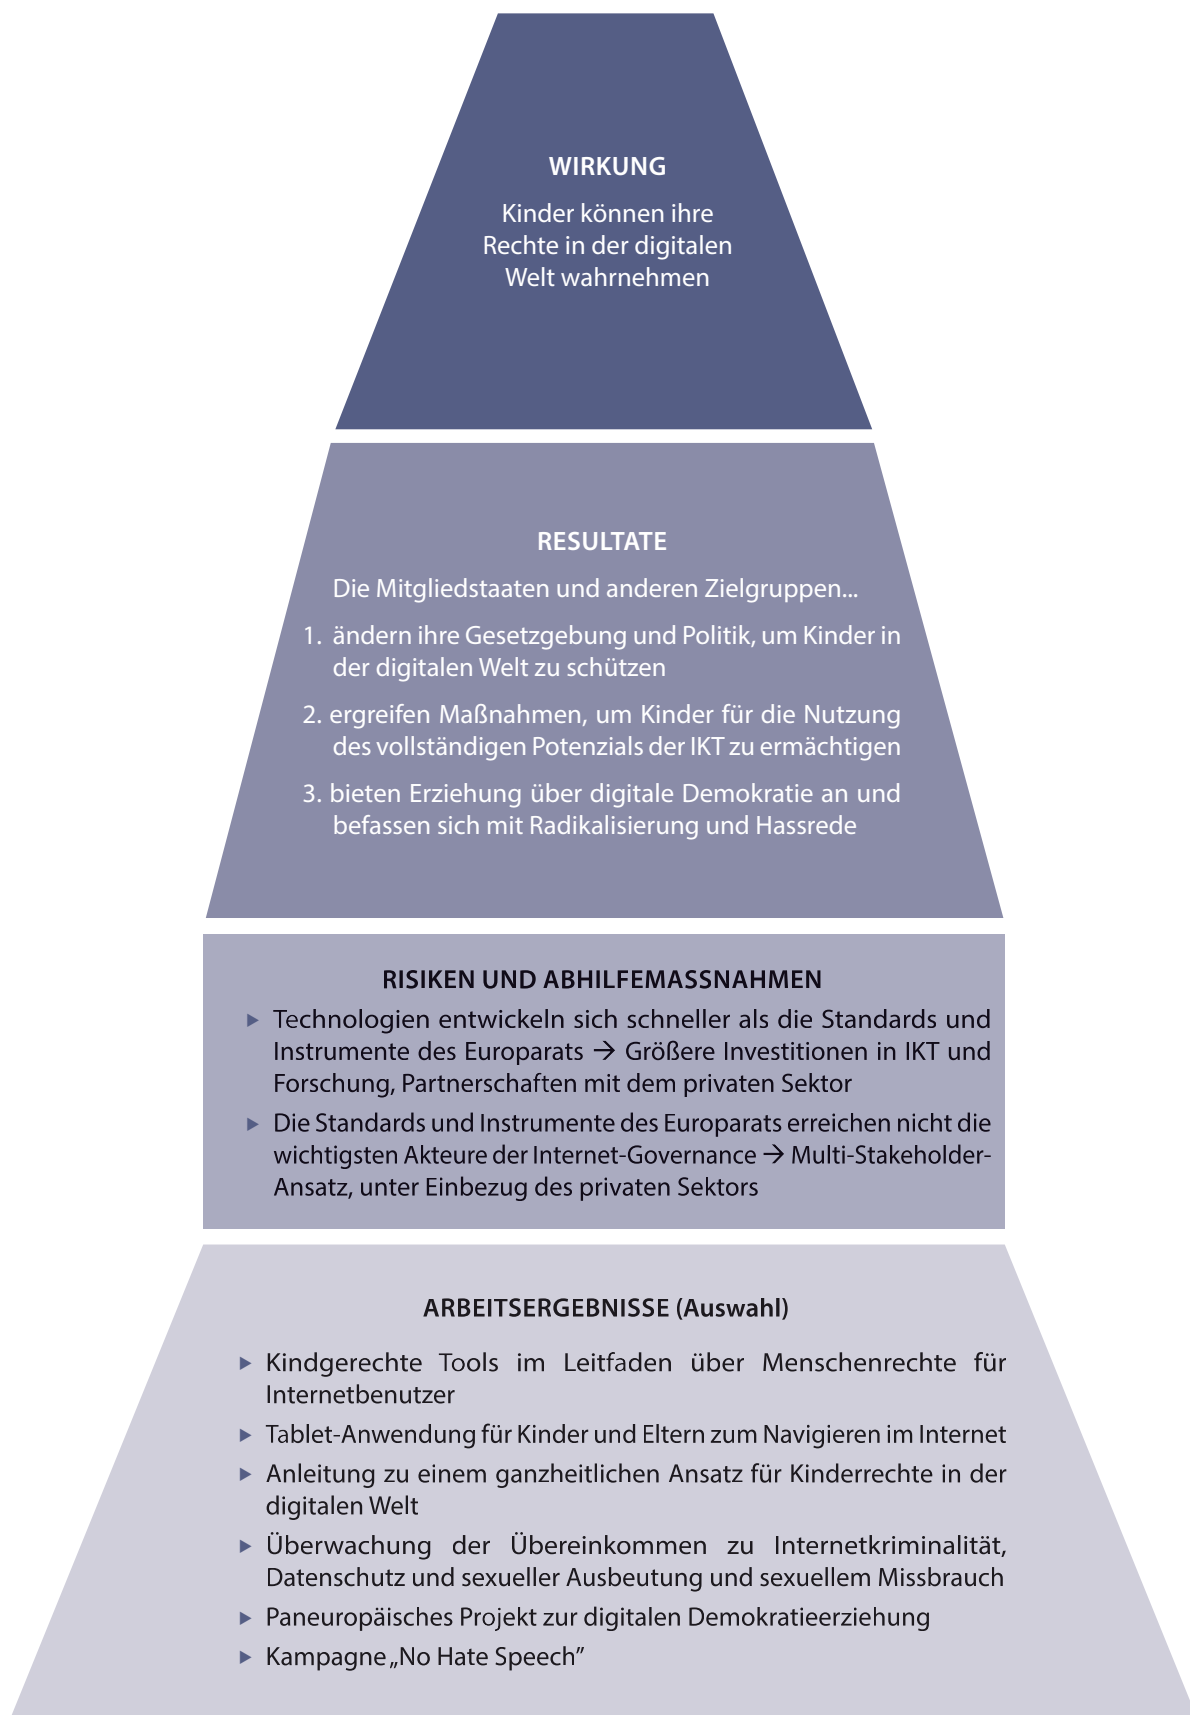 WIRKUNG
Kinder können ihre
Rechte in der digitalen
Welt wahrnehmen
RESULTATE
Die Mitgliedstaaten und anderen Zielgruppen...
1. ändern ihre Gesetzgebung und Politik, um Kinder in
der digitalen Welt zu schützen
2. ergreifen Maßnahmen, um Kinder für die Nutzung
des vollständigen Potenzials der IKT zu ermächtigen
3. bieten Erziehung über digitale Demokratie an und
befassen sich mit Radikalisierung und Hassrede
RISIKEN UND ABHILFEMASSNAHMEN
▶ Technologien entwickeln sich schneller als die Standards und
Instrumente des Europarats → Größere Investitionen in IKT und
Forschung, Partnerschaften mit dem privaten Sektor
▶ Die Standards und Instrumente des Europarats erreichen nicht die
wichtigsten Akteure der Internet-Governance → Multi-Stakeholder-
Ansatz, unter Einbezug des privaten Sektors
ARBEITSERGEBNISSE (Auswahl)
▶ Kindgerechte Tools im Leitfaden über Menschenrechte für
Internetbenutzer
▶ Tablet-Anwendung für Kinder und Eltern zum Navigieren im Internet
▶ Anleitung zu einem ganzheitlichen Ansatz für Kinderrechte in der
digitalen Welt
▶ Überwachung der Übereinkommen zu Internetkriminalität,
Datenschutz und sexueller Ausbeutung und sexuellem Missbrauch
▶ Paneuropäisches Projekt zur digitalen Demokratieerziehung
▶ Kampagne „No Hate Speech”